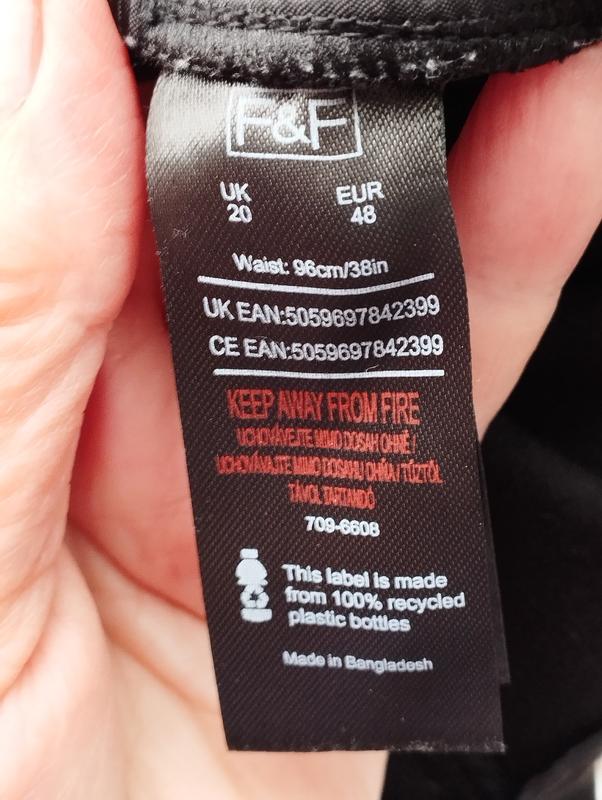 F&F
UK EUR
20 48
Waist: 96cm/38in
UK EAN:5059697842399
CE EAN:5059697842399
KEEP AWAY FROM FIRE
UCHOVÁVEJTE MIMO DOSAH OHNĚ /
UCHOVÁVAJTE MIMO DOSAHU OHŇA / TŰZTŐL
TÁVOL TARTANDÓ
709-6608
This label is made
from 100% recycled
plastic bottles
Made in Bangladesh